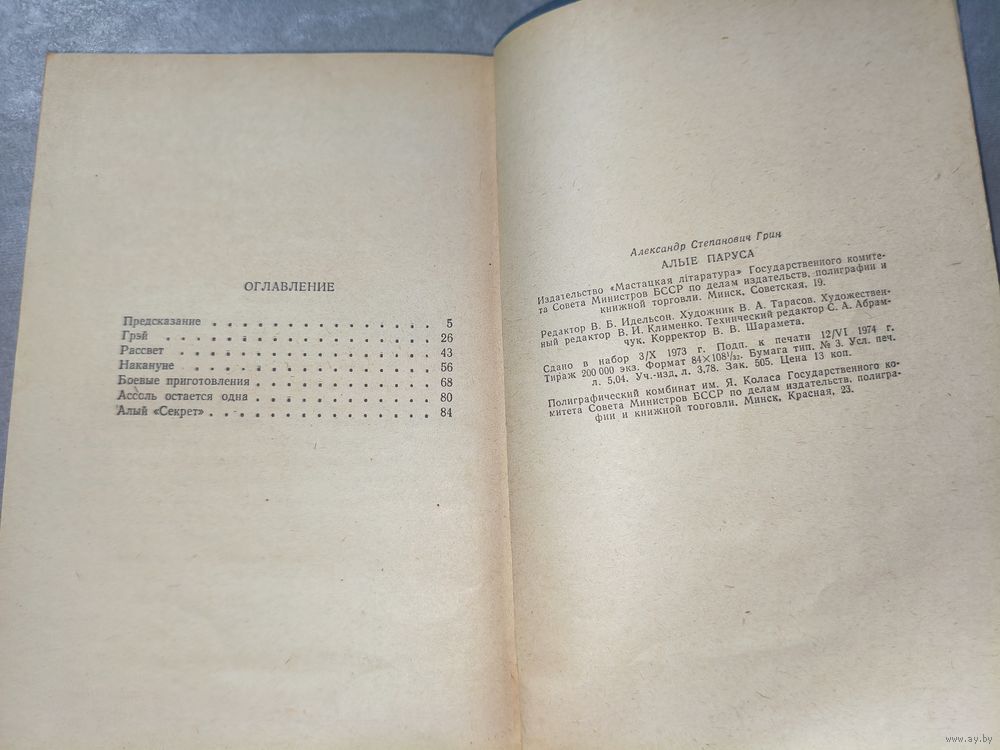 ОГЛАВЛЕНИЕ
Предсказание . . . . . . . . . . . . . . . . . 5
Грэй . . . . . . . . . . . . . . . . . . . . . 26
Рассвет . . . . . . . . . . . . . . . . . . . 43
Накануне . . . . . . . . . . . . . . . . . . . 56
Боевые приготовления . . . . . . . . . . . . . 68
Ассоль остается одна . . . . . . . . . . . . . 80
Алый «Секрет» . . . . . . . . . . . . . . . . . 84
Александр Степанович Грин
АЛЫЕ ПАРУСА
Издательство «Мастацкая літаратура» Государственного комите-
та Совета Министров БССР по делам издательств, полиграфии и
книжной торговли. Минск, Советская, 19.
Редактор В. Б. Идельсон. Художник В. А. Тарасов. Художествен-
ный редактор В. И. Клименко. Технический редактор С. А. Абрам-
чук. Корректор В. В. Шарамета.
Сдано в набор 3/X 1973 г. Подп. к печати 12/VI 1974 г.
Тираж 200 000 экз. Формат 84×108¹/₃₂. Бумага тип. № 3. Усл. печ.
л. 5,04. Уч.-изд. л. 3,78. Зак. 505. Цена 13 коп.
Полиграфический комбинат им. Я. Коласа Государственного ко-
митета Совета Министров БССР по делам издательств, полигра-
фии и книжной торговли. Минск, Красная, 23.
www.ay.by